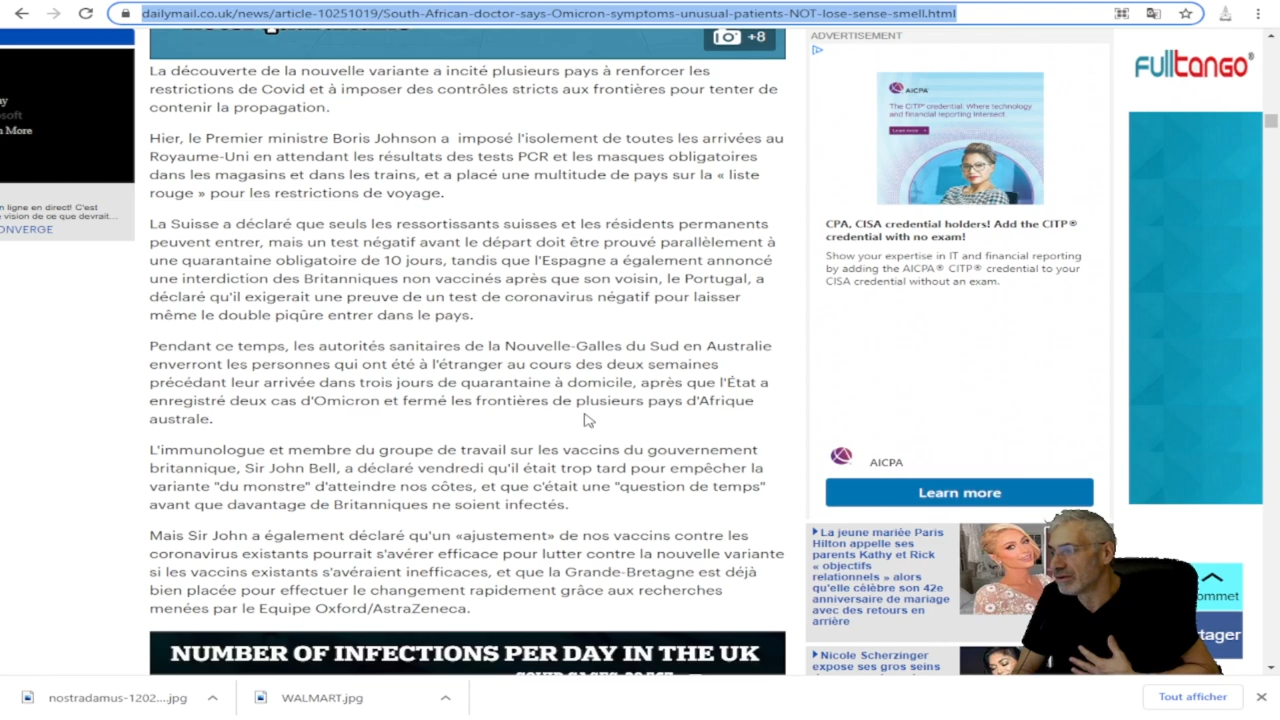 dailymail.co.uk/news/article-10251019/South-African-doctor-says-Omicron-symptoms-unusual-patients-NOT-lose-sense-smell.html
+8
La découverte de la nouvelle variante a incité plusieurs pays à renforcer les
restrictions de Covid et à imposer des contrôles stricts aux frontières pour tenter de
contenir la propagation.
Hier, le Premier ministre Boris Johnson a imposé l'isolement de toutes les arrivées au
Royaume-Uni en attendant les résultats des tests PCR et les masques obligatoires
dans les magasins et dans les trains, et a placé une multitude de pays sur la « liste
rouge » pour les restrictions de voyage.
La Suisse a déclaré que seuls les ressortissants suisses et les résidents permanents
peuvent entrer, mais un test négatif avant le départ doit être prouvé parallèlement à
une quarantaine obligatoire de 10 jours, tandis que l'Espagne a également annoncé
une interdiction des Britanniques non vaccinés après que son voisin, le Portugal, a
déclaré qu'il exigerait une preuve de un test de coronavirus négatif pour laisser
même le double piqûre entrer dans le pays.
Pendant ce temps, les autorités sanitaires de la Nouvelle-Galles du Sud en Australie
enverront les personnes qui ont été à l'étranger au cours des deux semaines
précédant leur arrivée dans trois jours de quarantaine à domicile, après que l'État a
enregistré deux cas d'Omicron et fermé les frontières de plusieurs pays d'Afrique
australe.
L'immunologue et membre du groupe de travail sur les vaccins du gouvernement
britannique, Sir John Bell, a déclaré vendredi qu'il était trop tard pour empêcher la
variante "du monstre" d'atteindre nos côtes, et que c'était une "question de temps"
avant que davantage de Britanniques ne soient infectés.
Mais Sir John a également déclaré qu'un «ajustement» de nos vaccins contre les
coronavirus existants pourrait s'avérer efficace pour lutter contre la nouvelle variante
si les vaccins existants s'avéraient inefficaces, et que la Grande-Bretagne est déjà
bien placée pour effectuer le changement rapidement grâce aux recherches
menées par le Equipe Oxford/AstraZeneca.
NUMBER OF INFECTIONS PER DAY IN THE UK
More
n ligne en direct! C'est
vision de ce que devrait...
ONVERGE
ADVERTISEMENT
AICPA
The CITP® credential. Where technology
and financial reporting intersect
Learn more
CPA, CISA credential holders! Add the CITP®
credential with no exam!
Show your expertise in IT and financial reporting
by adding the AICPA® CITP® credential to your
CISA credential without an exam.
AICPA
Learn more
La jeune mariée Paris
Hilton appelle ses
parents Kathy et Rick
« objectifs
relationnels » alors
qu'elle célèbre son 42e
anniversaire de mariage
avec des retours en
arrière
Nicole Scherzinger
expose ses gros seins
Fulltango®
ommet
tager
nostradamus-1202....jpg
WALMART.jpg
Tout afficher